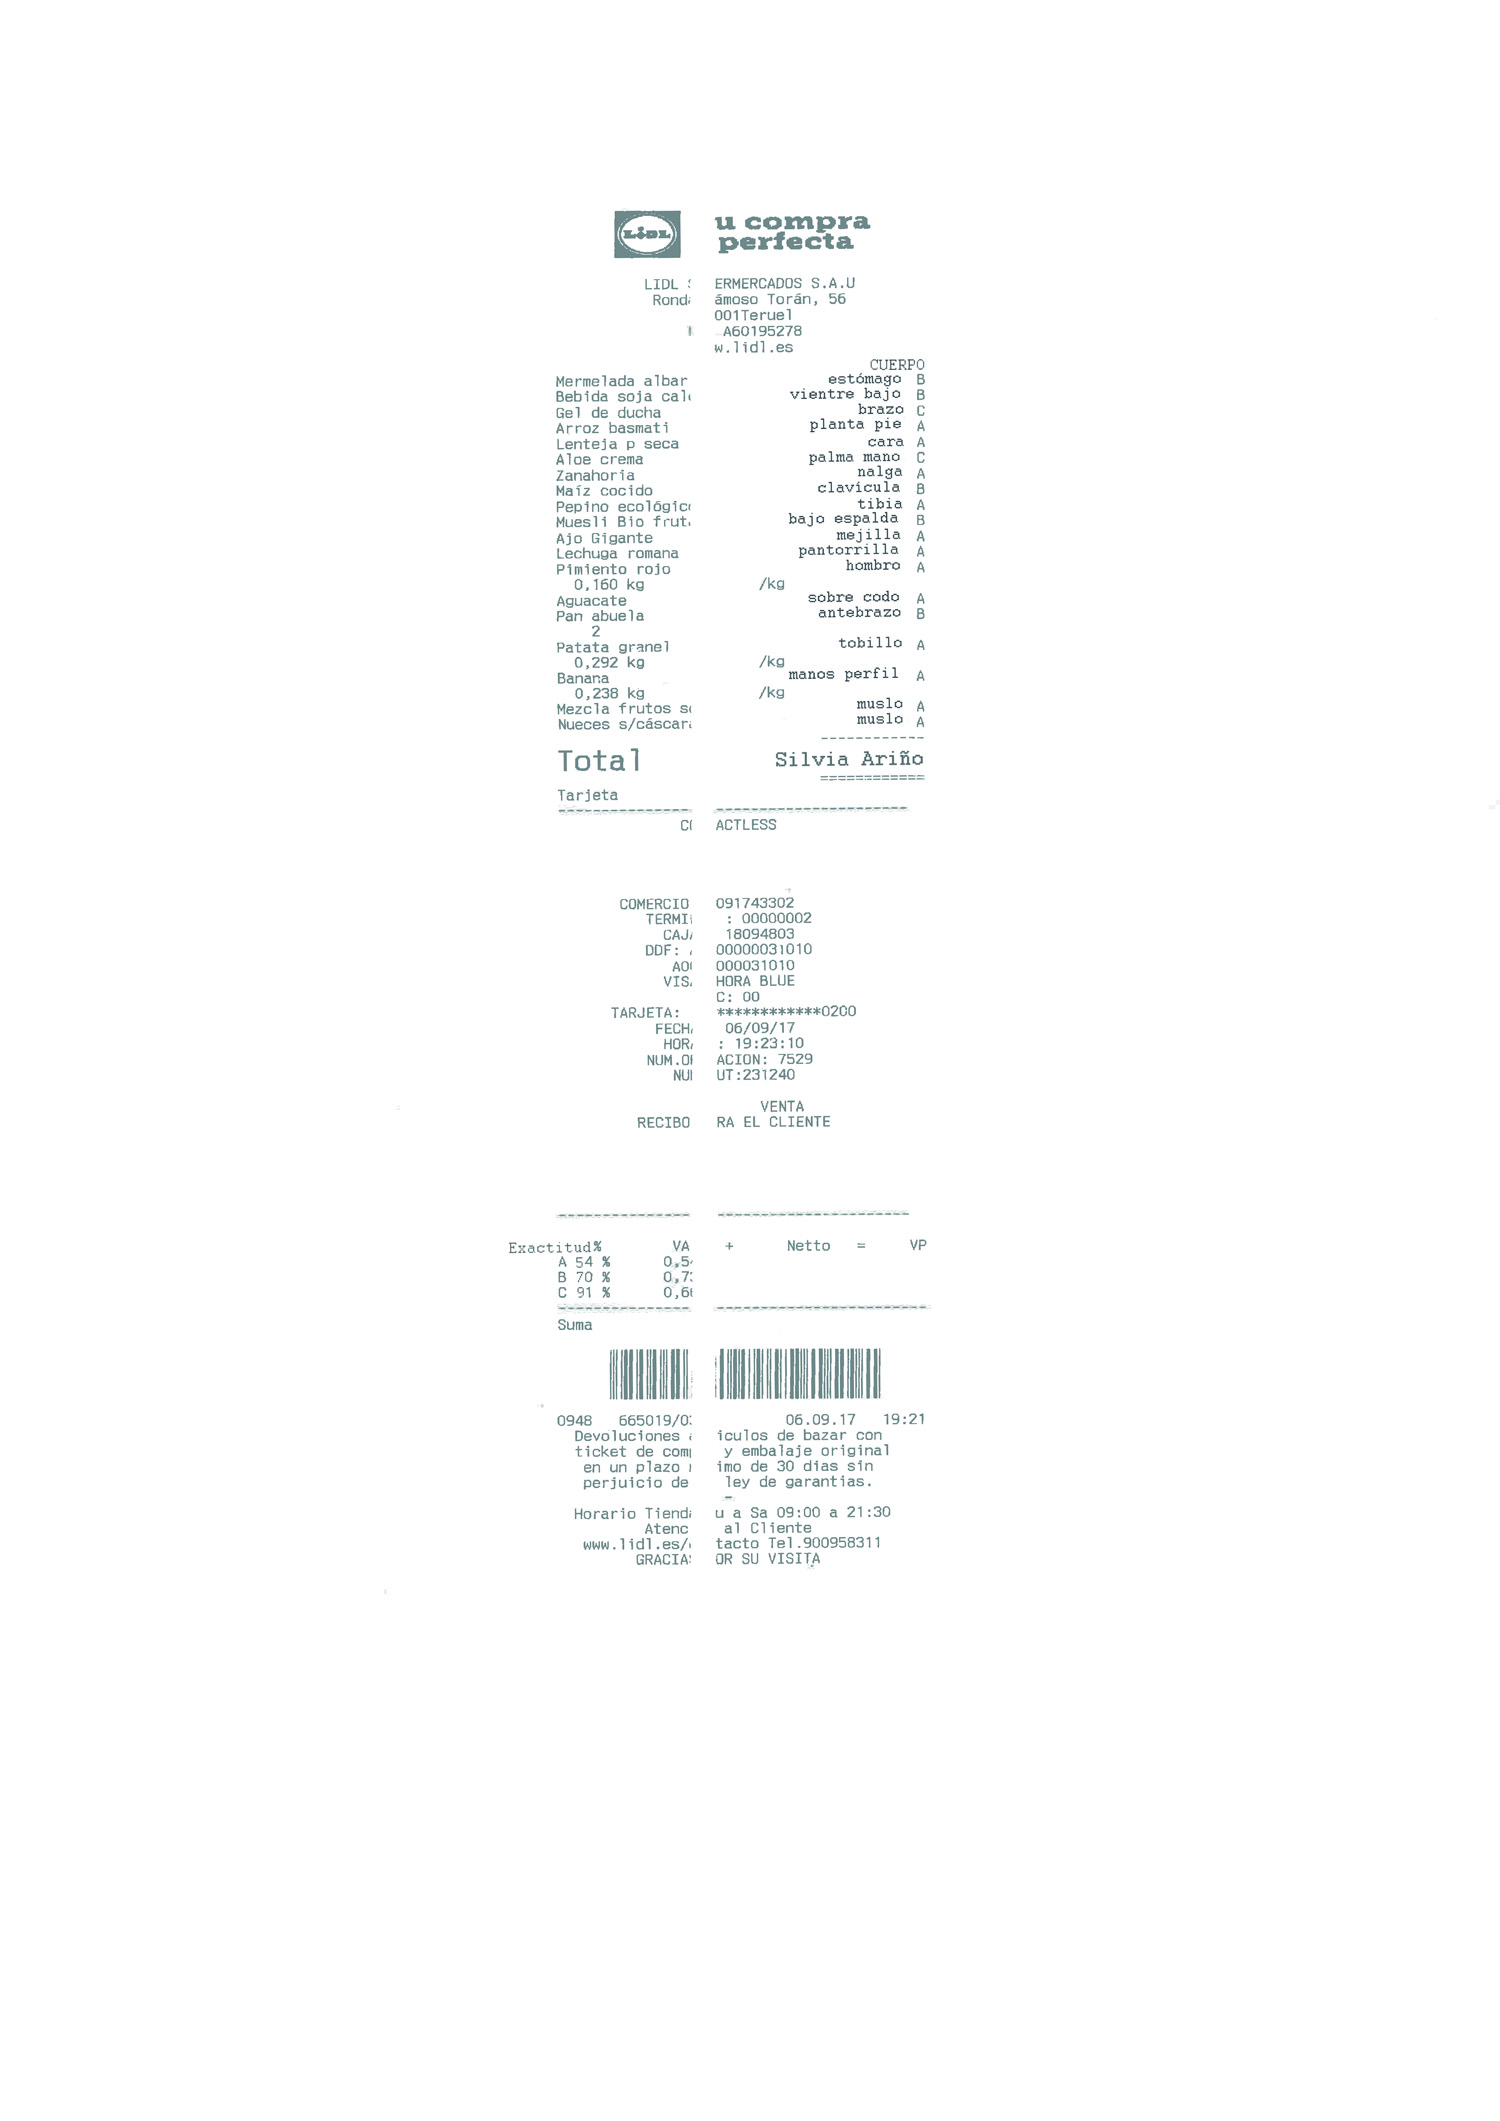 LIDL u compra
perfecta
LIDL ERMERCADOS S.A.U
Rond ámoso Torán, 56
001Teruel
A60195278
w.lidl.es
CUERPO
Mermelada albar estómago B
Bebida soja cal vientre bajo B
Gel de ducha brazo C
Arroz basmati planta pie A
Lenteja p seca cara A
Aloe crema palma mano C
Zanahoria nalga A
Maíz cocido clavícula B
Pepino ecológic tibia A
Muesli Bio frut bajo espalda B
Ajo Gigante mejilla A
Lechuga romana pantorrilla A
Pimiento rojo hombro A
0,160 kg /kg
Aguacate sobre codo A
Pan abuela antebrazo B
2
Patata granel tobillo A
0,292 kg /kg
Banana manos perfil A
0,238 kg /kg
Mezcla frutos s muslo A
Nueces s/cáscar muslo A
Total Silvia Ariño
Tarjeta
C ACTLESS
COMERCIO 091743302
TERMI : 00000002
CAJ 18094803
DDF: 00000031010
AO 000031010
VIS HORA BLUE
C: 00
TARJETA: ************0200
FECH 06/09/17
HOR : 19:23:10
NUM.O ACION: 7529
NU UT:231240
VENTA
RECIBO RA EL CLIENTE
Exactitud% VA + Netto = VP
A 54 % 0,5
B 70 % 0,7
C 91 % 0,6
Suma
0948 665019/0 06.09.17 19:21
Devoluciones iculos de bazar con
ticket de com y embalaje original
en un plazo imo de 30 dias sin
perjuicio de ley de garantias.
Horario Tiend u a Sa 09:00 a 21:30
Atenc al Cliente
www.lidl.es/ tacto Tel.900958311
GRACIA OR SU VISITA